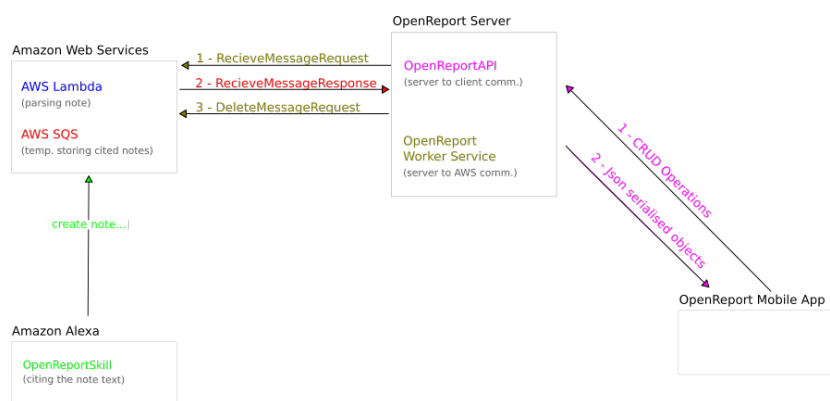 OpenReport Server
Amazon Web Services
1 - RecieveMessageRequest
OpenReportAPI
(server to client comm.)
AWS Lambda
(parsing note)
2 - RecieveMessageResponse
3 - DeleteMessageRequest
AWS SQS
(temp. storing cited notes)
OpenReport
Worker Service
(server to AWS comm.)
1 - CRUD Operations
2 - Json serialised objects
create note...|
OpenReport Mobile App
Amazon Alexa
OpenReportSkill
(citing the note text)